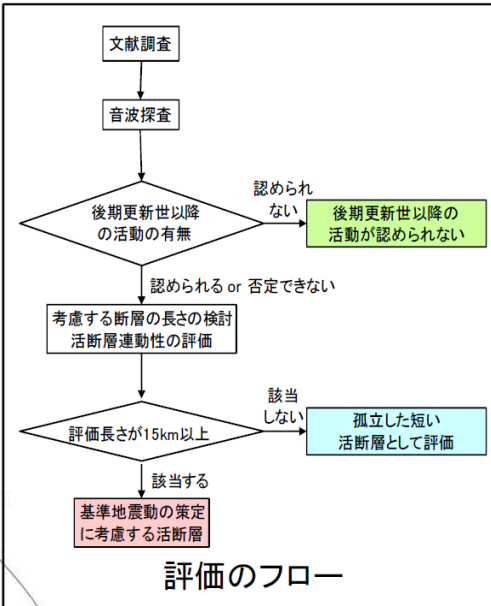 文献調査
音波探査
後期更新世以降
の活動の有無
認められ
ない
後期更新世以降の
活動が認められない
認められる or 否定できない
考慮する断層の長さの検討
活断層連動性の評価
評価長さが15km以上
該当
しない
孤立した短い
活断層として評価
該当する
基準地震動の策定
に考慮する活断層
評価のフロー